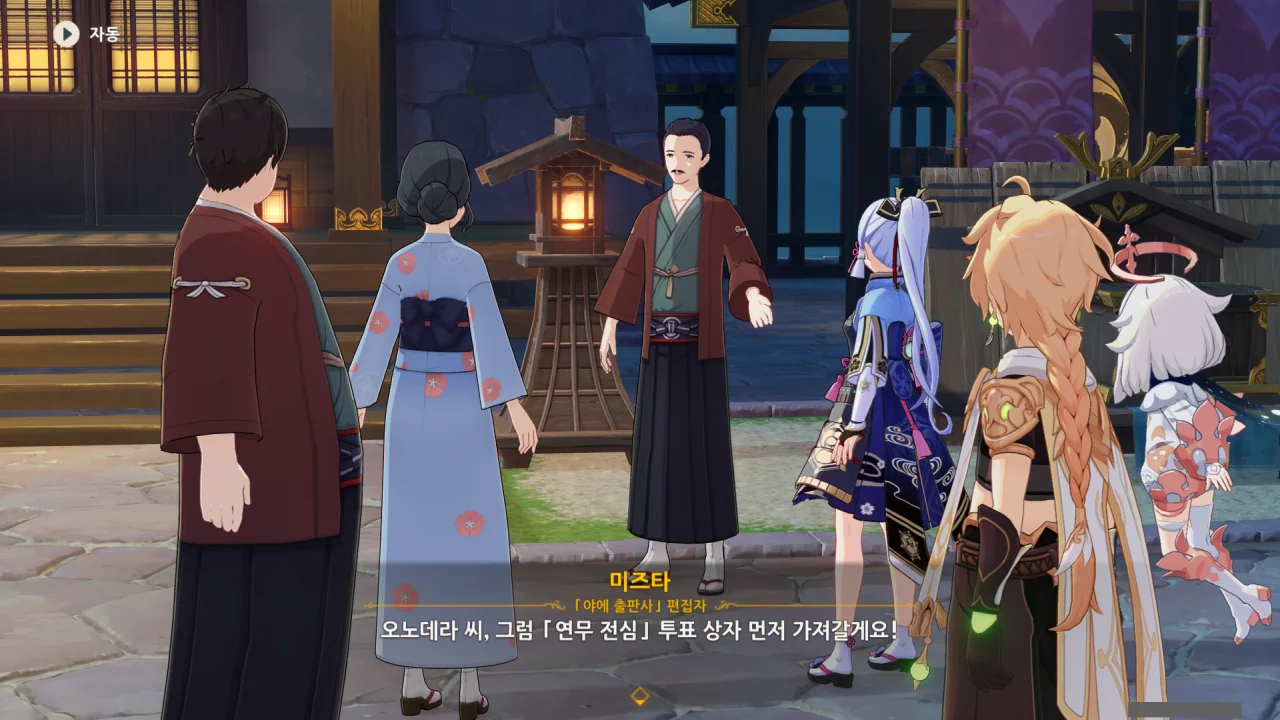 자동
미즈타
「야에 출판사」 편집자
오노데라 씨, 그럼 「연무 전심」 투표 상자 먼저 가져갈게요!